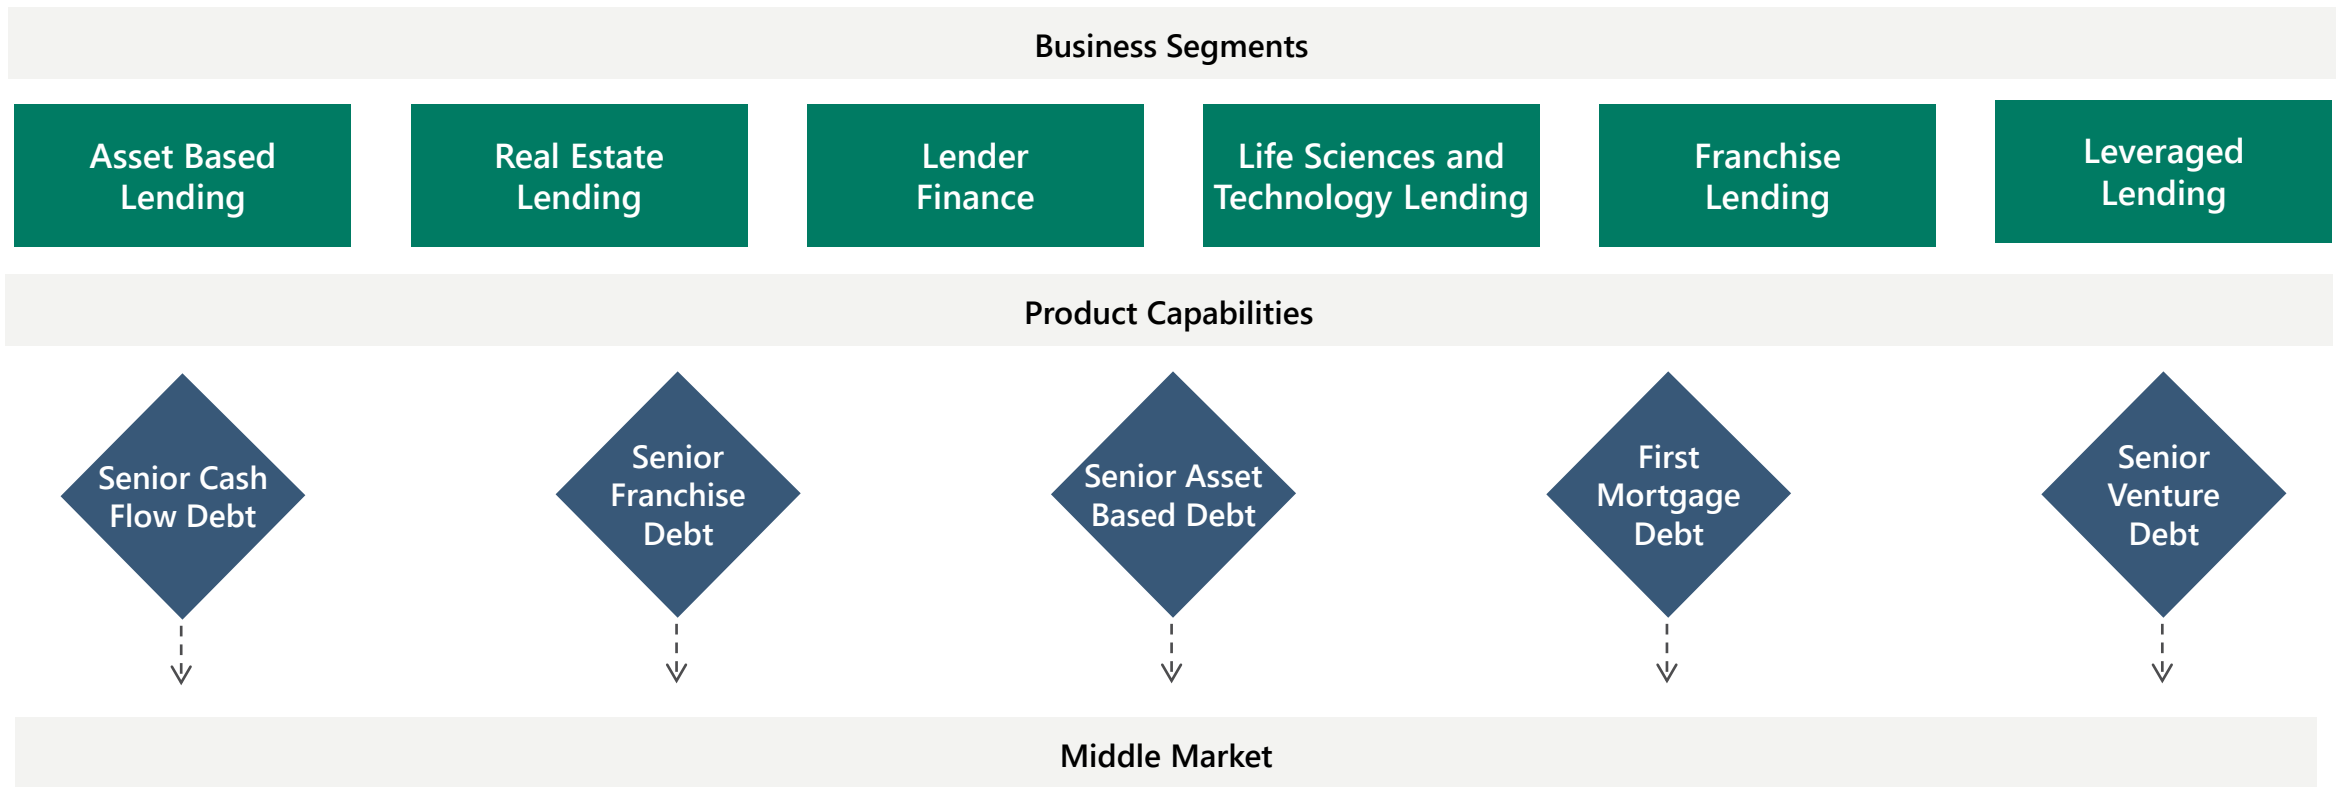 Business Segments
Asset Based
Lending
Real Estate
Lending
Lender
Finance
Life Sciences and
Technology Lending
Franchise
Lending
Leveraged
Lending
Product Capabilities
Senior Cash
Flow Debt
Senior
Franchise
Debt
Senior Asset
Based Debt
First
Mortgage
Debt
Senior
Venture
Debt
Middle Market